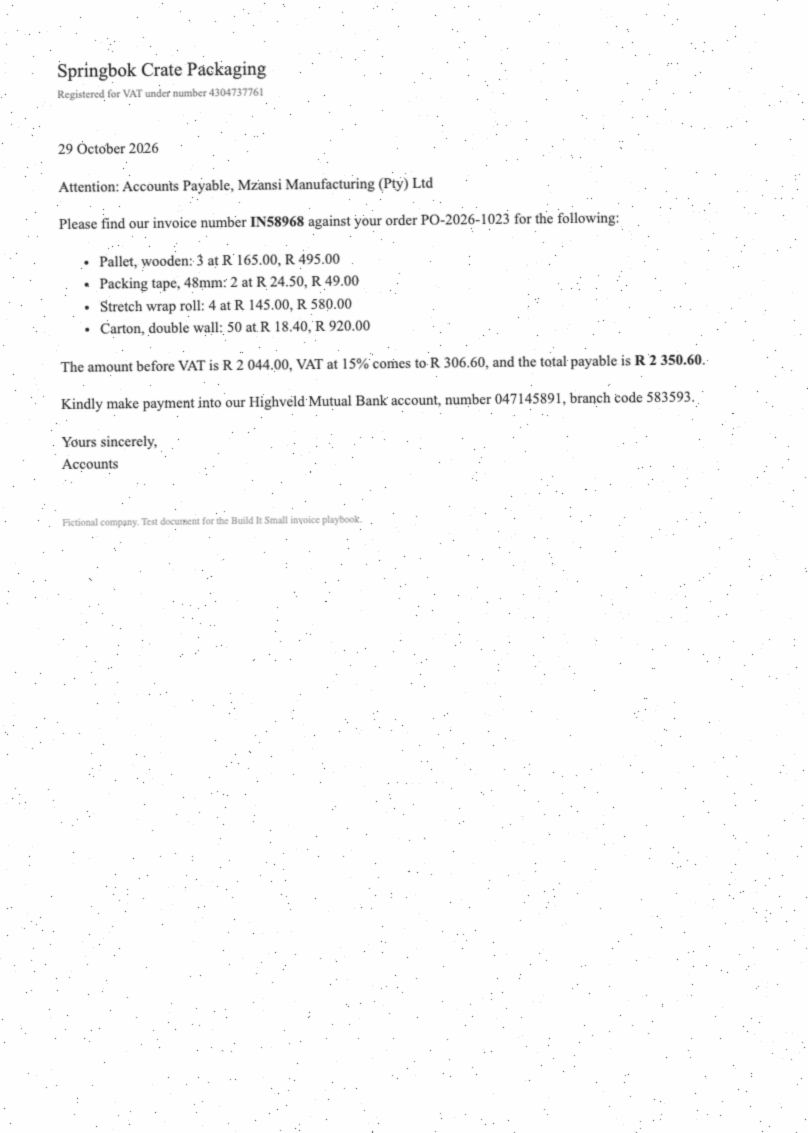 Springbok Crate Packaging
Registered for VAT under number 4304737761
29 October 2026
Attention: Accounts Payable, Mzansi Manufacturing (Pty) Ltd
Please find our invoice number IN58968 against your order PO-2026-1023 for the following:
• Pallet, wooden: 3 at R 165.00, R 495.00
• Packing tape, 48mm: 2 at R 24.50, R 49.00
• Stretch wrap roll: 4 at R 145.00, R 580.00
• Carton, double wall: 50 at R 18.40, R 920.00
The amount before VAT is R 2 044.00, VAT at 15% comes to R 306.60, and the total payable is R 2 350.60.
Kindly make payment into our Highveld Mutual Bank account, number 047145891, branch code 583593.
Yours sincerely,
Accounts
Fictional company. Test document for the Build It Small invoice playbook.